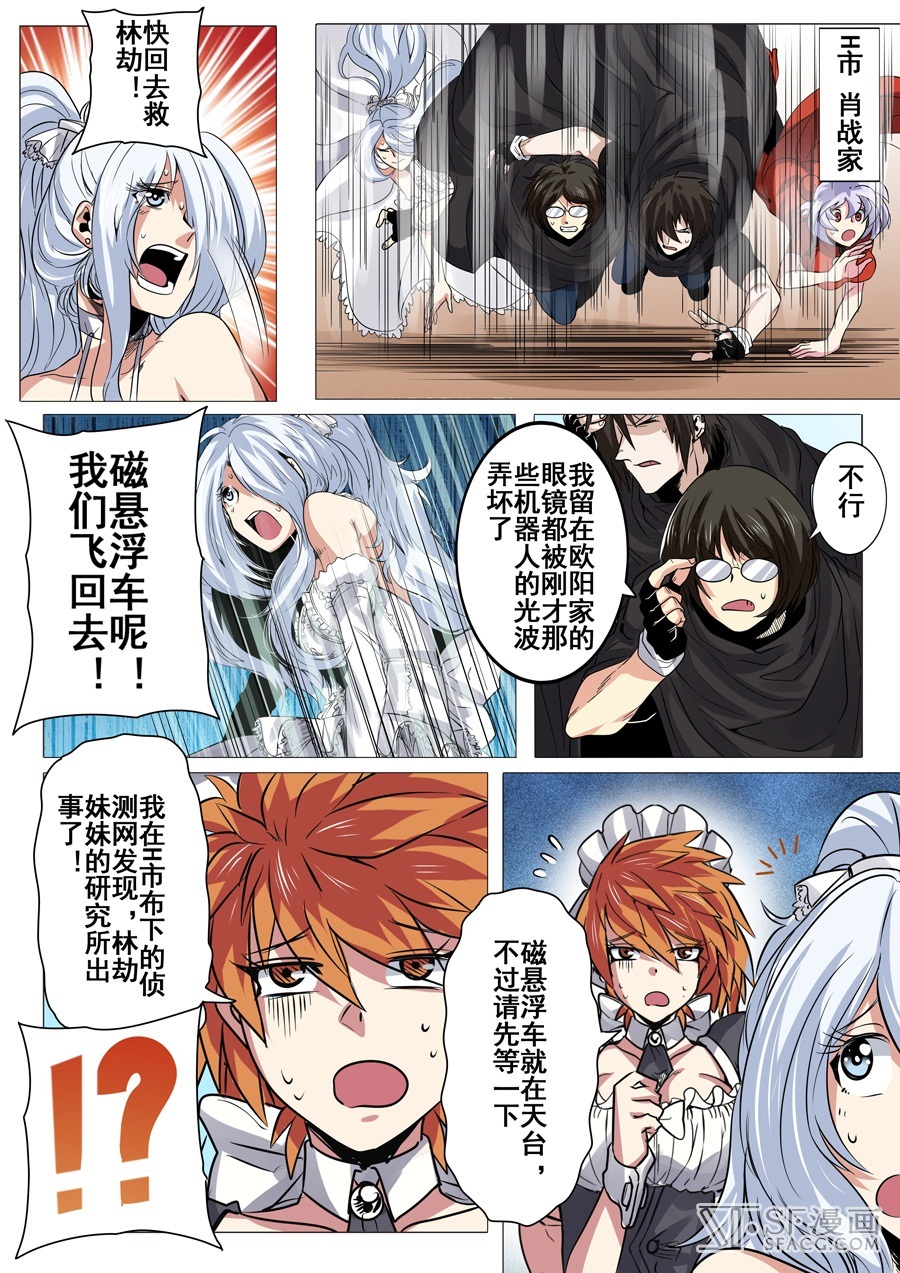 H市 肖战家
快回去救
林劫！
不行
我留在欧阳家的
眼镜都被刚才那
些机器人的光波
弄坏了
磁悬浮车呢！
我们飞回去！
磁悬浮车就在天台，
不过请先等一下
我在H市布下的侦
测网发现，林劫
妹妹的研究所出
事了！
！？
SF漫画
SFACG.COM